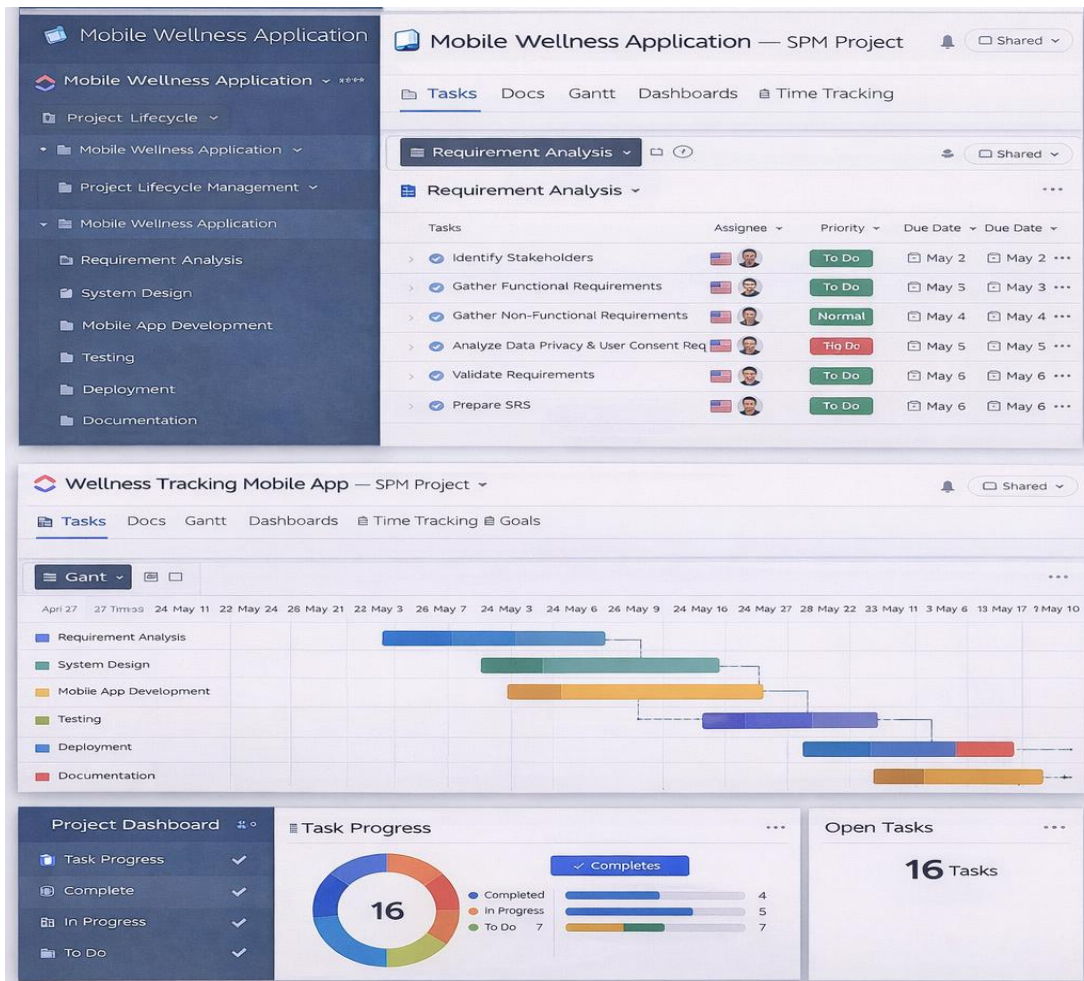 Mobile Wellness Application
Mobile Wellness Application
Project Lifecycle
Mobile Wellness Application
Project Lifecycle Management
Mobile Wellness Application
Requirement Analysis
System Design
Mobile App Development
Testing
Deployment
Documentation
Mobile Wellness Application — SPM Project
Shared
Tasks Docs Gantt Dashboards Time Tracking
Requirement Analysis
Shared
Requirement Analysis
Tasks Assignee Priority Due Date Due Date
Identify Stakeholders To Do May 2 May 2
Gather Functional Requirements To Do May 5 May 3
Gather Non-Functional Requirements Normal May 4 May 4
Analyze Data Privacy & User Consent Req Tig Do May 5 May 5
Validate Requirements To Do May 6 May 6
Prepare SRS To Do May 6 May 6
Wellness Tracking Mobile App — SPM Project
Shared
Tasks Docs Gantt Dashboards Time Tracking Goals
Gant
Apri 27 27 24 May 11 22 May 24 26 May 21 22 May 3 26 May 7 24 May 3 24 May 6 26 May 9 24 May 16 24 May 27 28 May 22 23 May 11 3 May 6 13 May 17 May 10
Requirement Analysis
System Design
Mobiie App Development
Testing
Deployment
Documentation
Project Dashboard
Task Progress
Complete
In Progress
To Do
Task Progress
16
Completes
Completed 4
in Progress 5
To Do 7 7
Open Tasks
16 Tasks